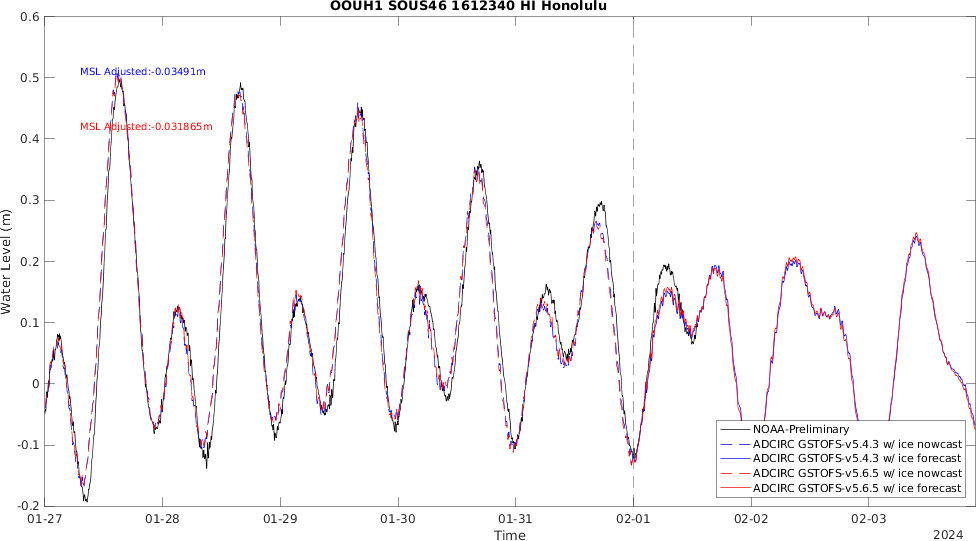 OOUH1 SOUS46 1612340 HI Honolulu
0.6
0.5
0.4
0.3
0.2
0.1
0
-0.1
-0.2
Water Level (m)
MSL Adjusted:-0.03491m
MSL Adjusted:-0.031865m
NOAA-Preliminary
ADCIRC GSTOFS-v5.4.3 w/ ice nowcast
ADCIRC GSTOFS-v5.4.3 w/ ice forecast
ADCIRC GSTOFS-v5.6.5 w/ ice nowcast
ADCIRC GSTOFS-v5.6.5 w/ ice forecast
01-27 01-28 01-29 01-30 01-31 02-01 02-02 02-03
Time
2024